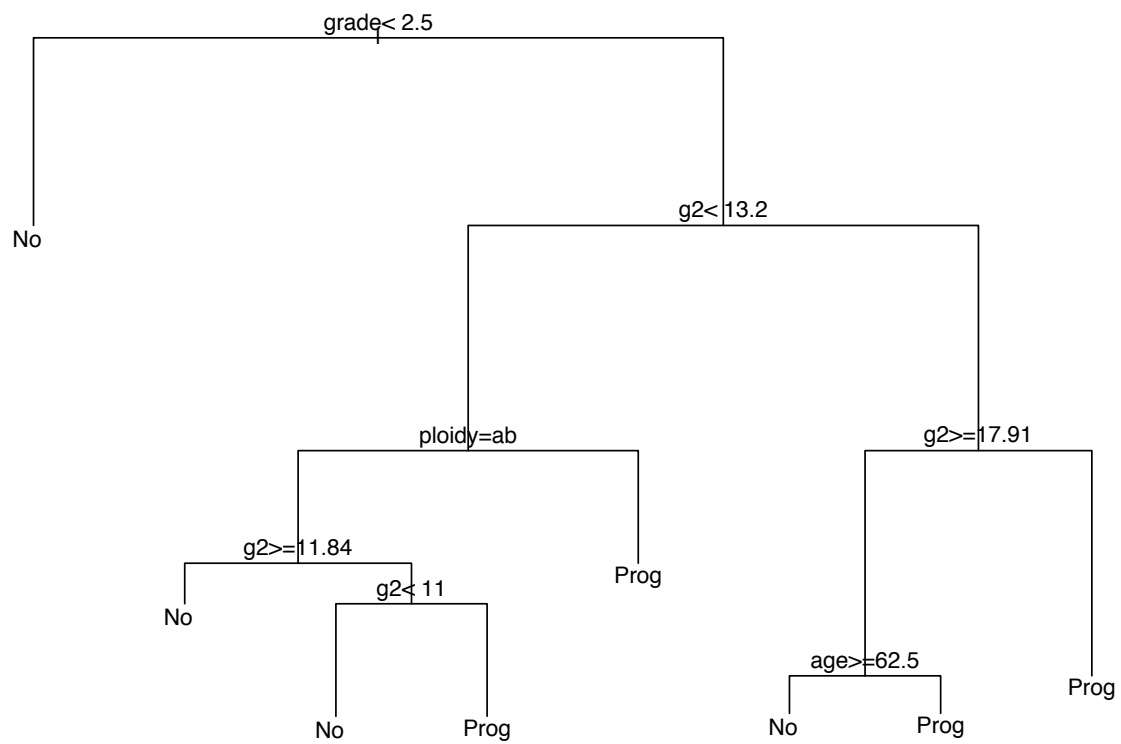 grade< 2.5
g2< 13.2
No
ploidy=ab
g2>=17.91
g2>=11.84
Prog
g2< 11
No
age>=62.5
Prog
No
Prog
No
Prog